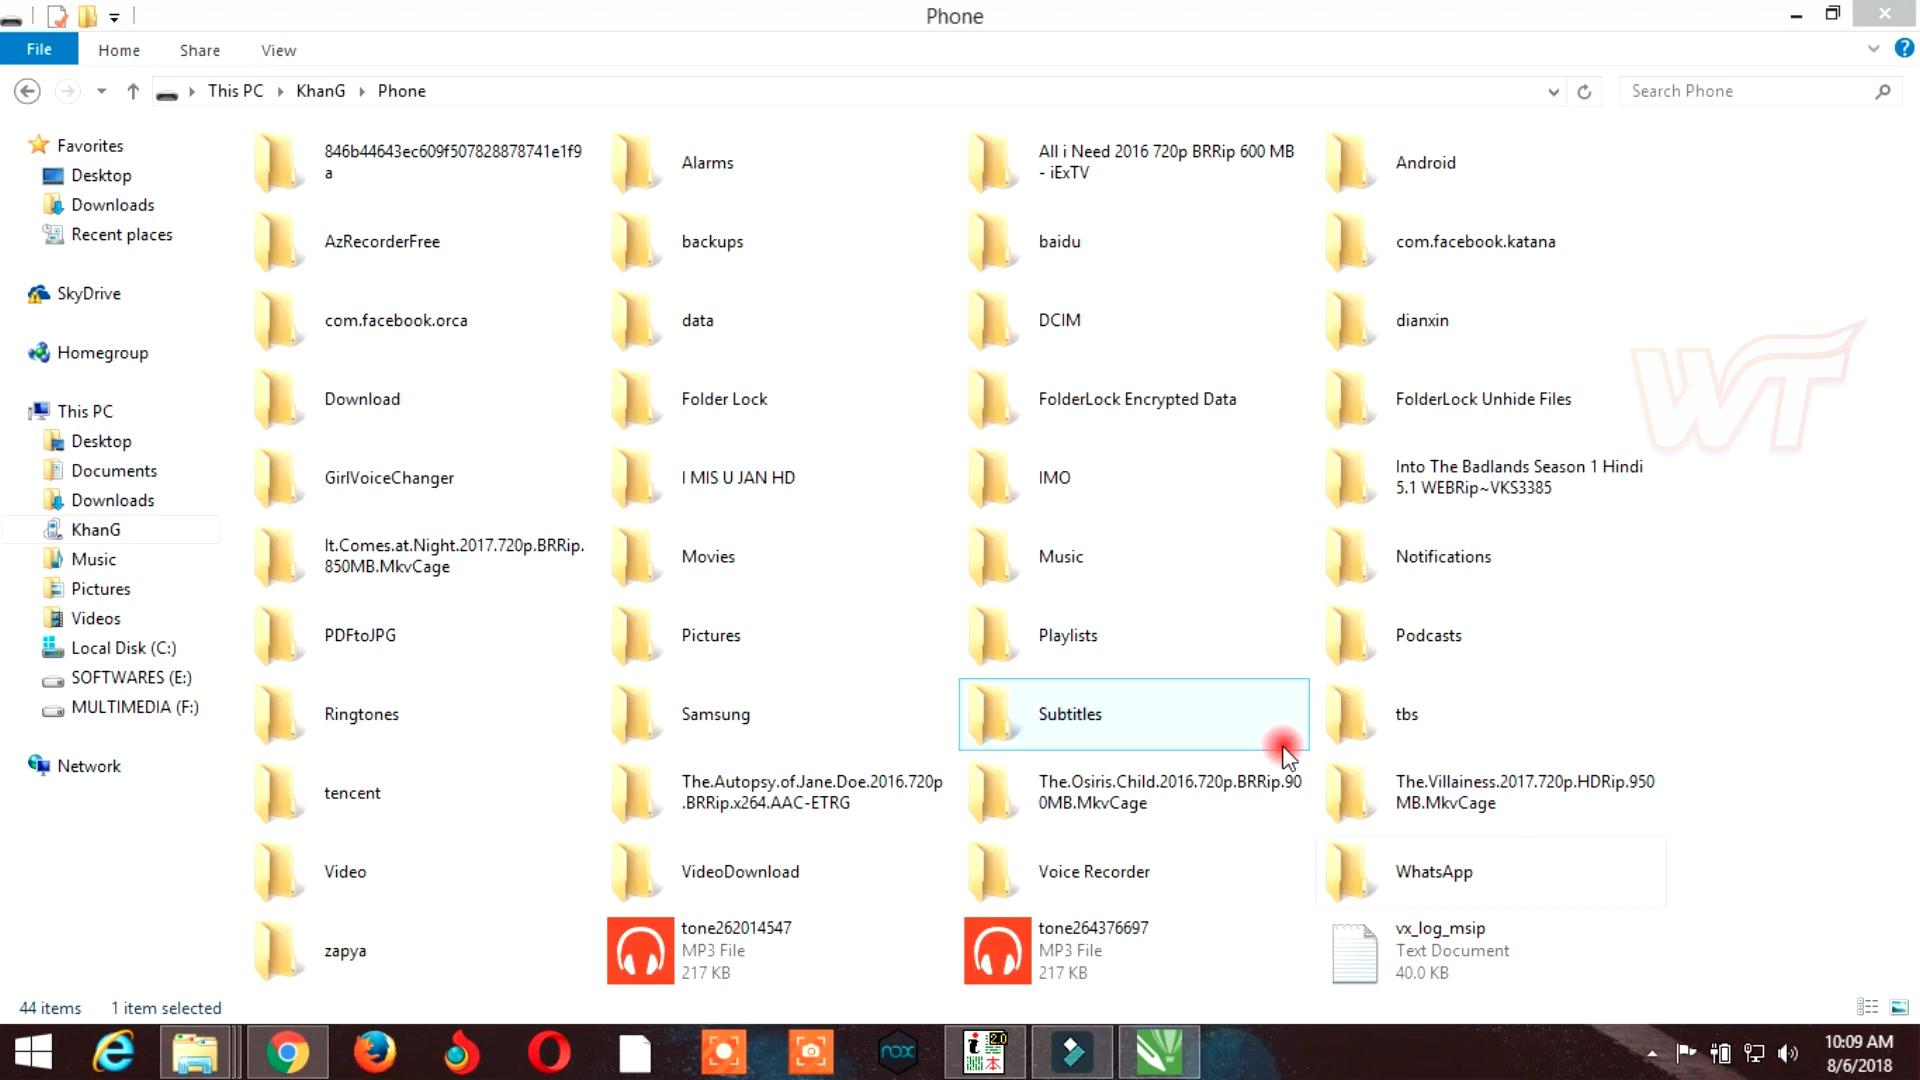 Phone
File Home Share View
This PC KhanG Phone
Search Phone
Favorites
Desktop
Downloads
Recent places
SkyDrive
Homegroup
This PC
Desktop
Documents
Downloads
KhanG
Music
Pictures
Videos
Local Disk (C:)
SOFTWARES (E:)
MULTIMEDIA (F:)
Network
846b44643ec609f507828878741e1f9
a
Alarms
All i Need 2016 720p BRRip 600 MB
- iExTV
Android
AzRecorderFree
backups
baidu
com.facebook.katana
com.facebook.orca
data
DCIM
dianxin
Download
Folder Lock
FolderLock Encrypted Data
FolderLock Unhide Files
GirlVoiceChanger
I MIS U JAN HD
IMO
Into The Badlands Season 1 Hindi
5.1 WEBRip~VKS3385
It.Comes.at.Night.2017.720p.BRRip.
850MB.MkvCage
Movies
Music
Notifications
PDFtoJPG
Pictures
Playlists
Podcasts
Ringtones
Samsung
Subtitles
tbs
tencent
The.Autopsy.of.Jane.Doe.2016.720p
.BRRip.x264.AAC-ETRG
The.Osiris.Child.2016.720p.BRRip.90
0MB.MkvCage
The.Villainess.2017.720p.HDRip.950
MB.MkvCage
Video
VideoDownload
Voice Recorder
WhatsApp
zapya
tone262014547
MP3 File
217 KB
tone264376697
MP3 File
217 KB
vx_log_msip
Text Document
40.0 KB
WT
44 items 1 item selected
nox
i 2.0
本
10:09 AM
8/6/2018